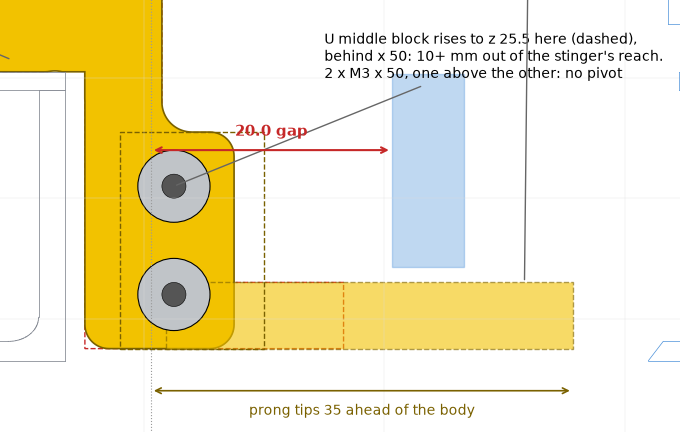 U middle block rises to z 25.5 here (dashed),
behind x 50: 10+ mm out of the stinger's reach.
2 x M3 x 50, one above the other: no pivot
20.0 gap
prong tips 35 ahead of the body